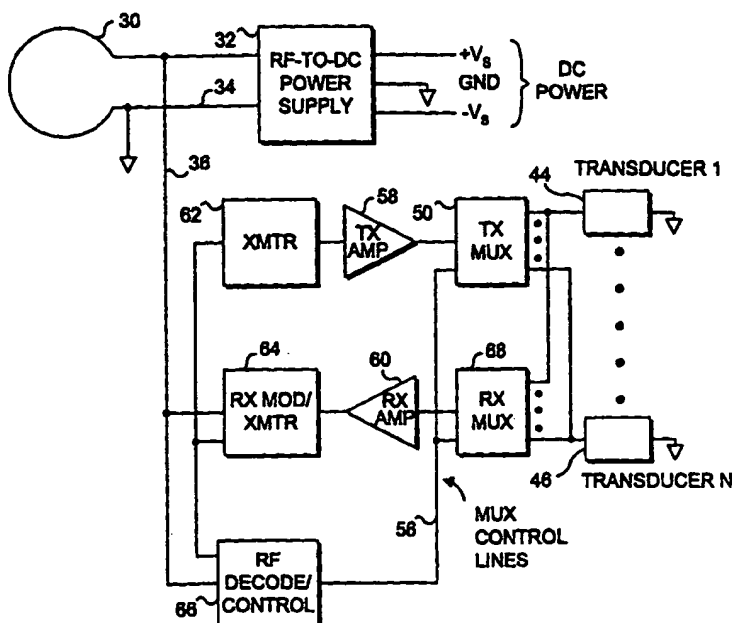 30
32
RF-TO-DC
POWER
SUPPLY
+Vs
GND
-Vs
DC
POWER
34
36
62
XMTR
58
TX
AMP
50
TX
MUX
44
TRANSDUCER 1
64
RX MOD/
XMTR
60
RX
AMP
68
RX
MUX
46
TRANSDUCER N
56
MUX
CONTROL
LINES
RF
DECODE/
CONTROL
66